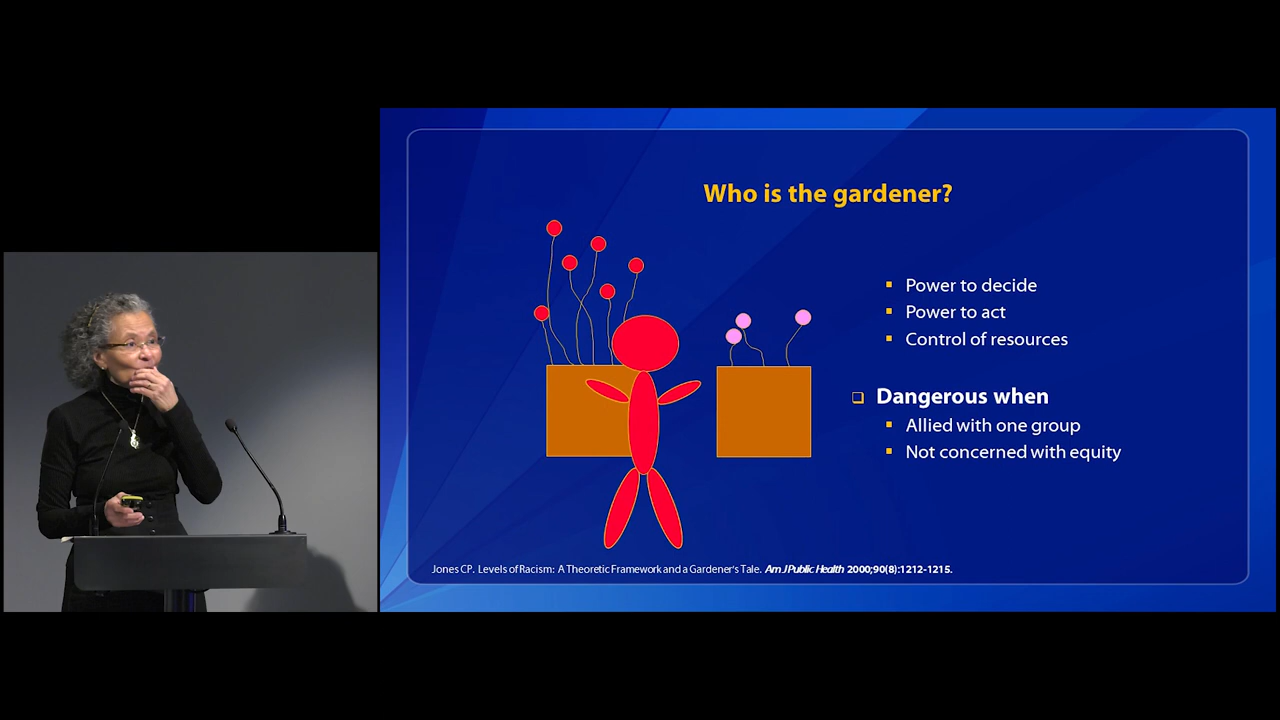 Who is the gardener?
Power to decide
Power to act
Control of resources
Dangerous when
Allied with one group
Not concerned with equity
Jones CP. Levels of Racism: A Theoretic Framework and a Gardener's Tale. Am J Public Health 2000;90(8):1212-1215.